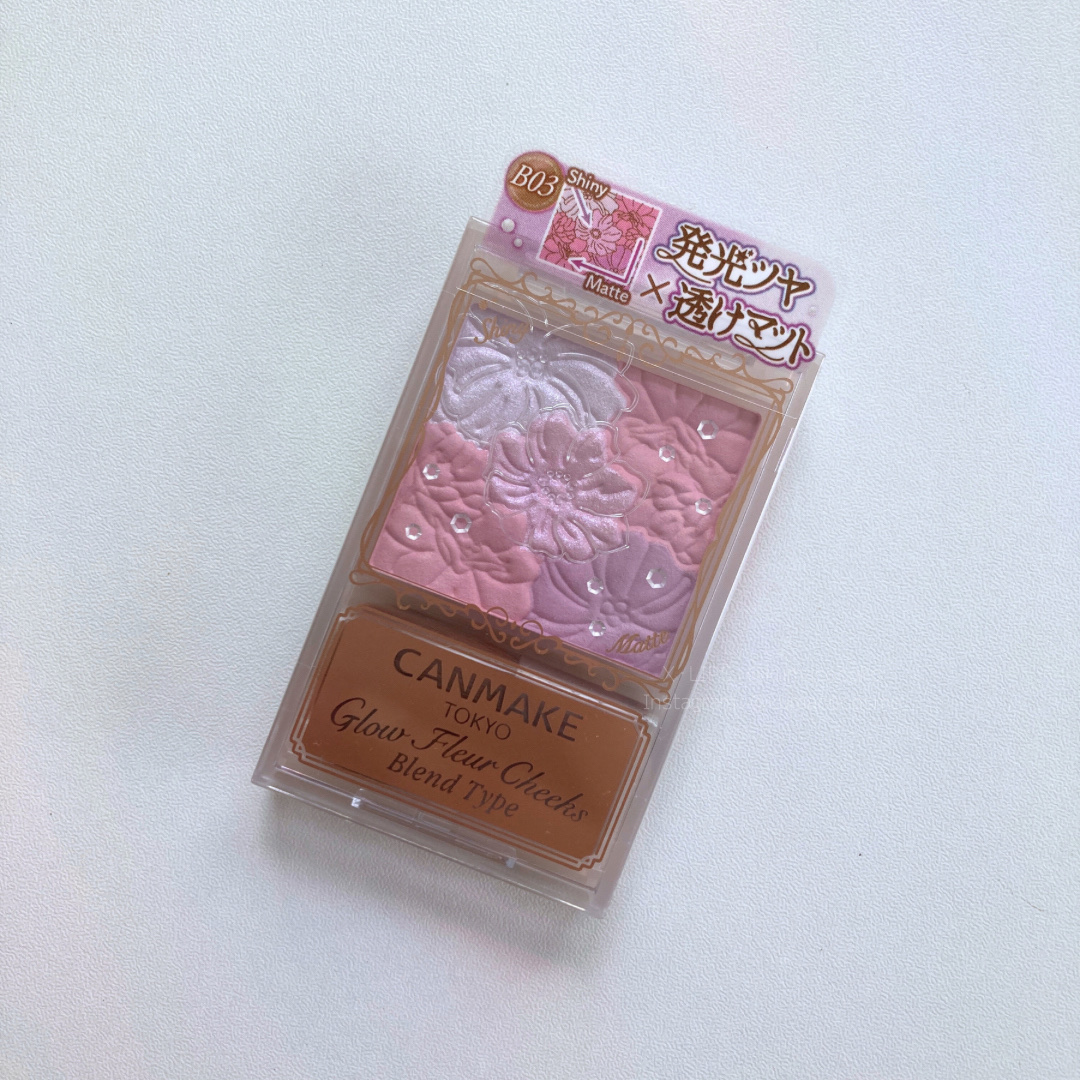 B03
Shiny
Matte
発光ツヤ
×透けマット
Shiny
Matte
CANMAKE
TOKYO
Glow Fleur Cheeks
Blend Type